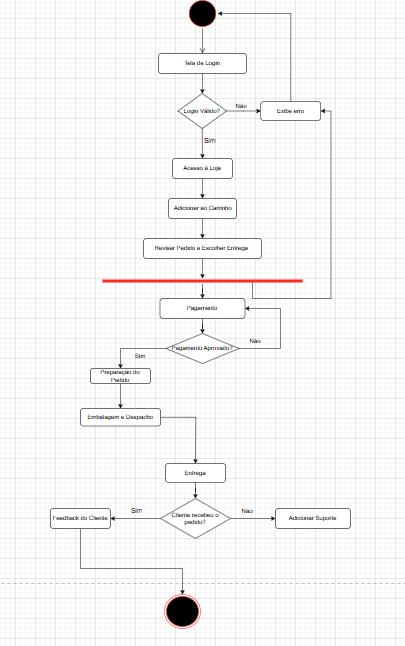 Tela de Login
Login Válido?
Não
Exibe erro
Sim
Acesso à Loja
Adicionar ao Carrinho
Revisar Pedido e Escolher Entrega
Pagamento
Pagamento Aprovado?
Não
Sim
Preparação do
Pedido
Embalagem e Despacho
Entrega
Cliente recebeu o
pedido?
Sim
Não
Feedback do Cliente
Adicionar Suporte